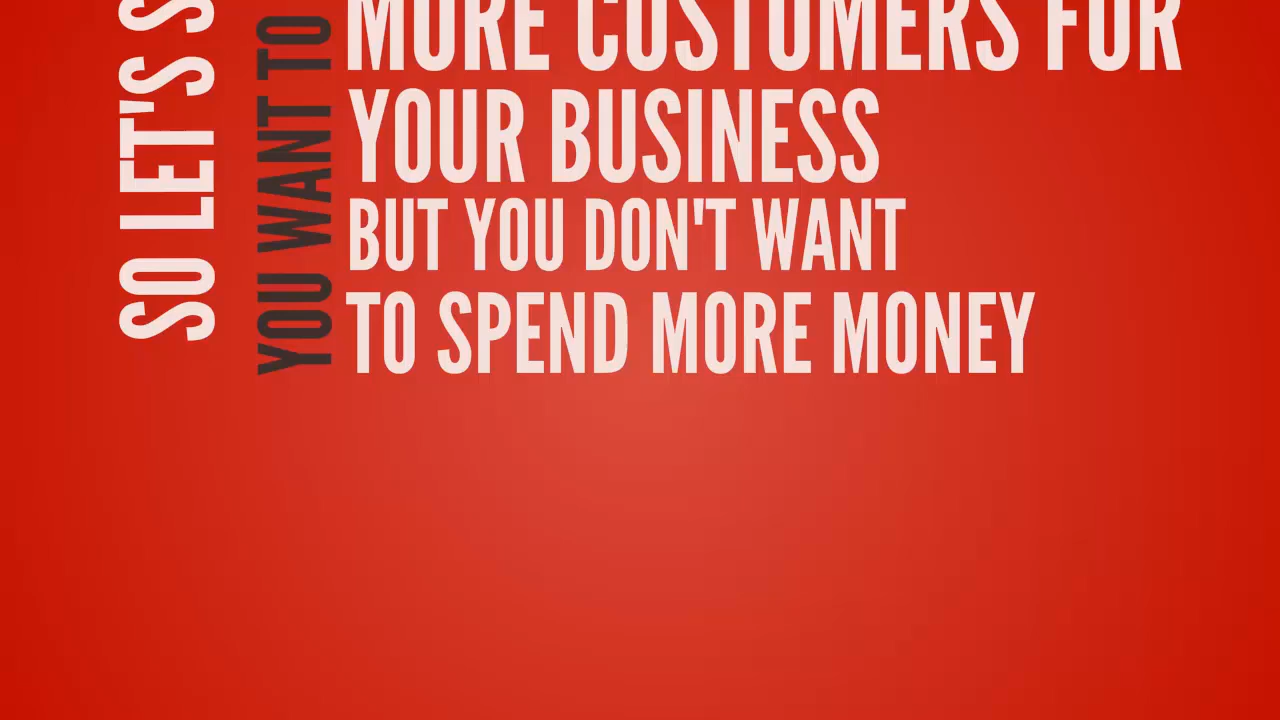 SO LET'S
YOU WANT TO
MORE CUSTOMERS FOR
YOUR BUSINESS
BUT YOU DON'T WANT
TO SPEND MORE MONEY